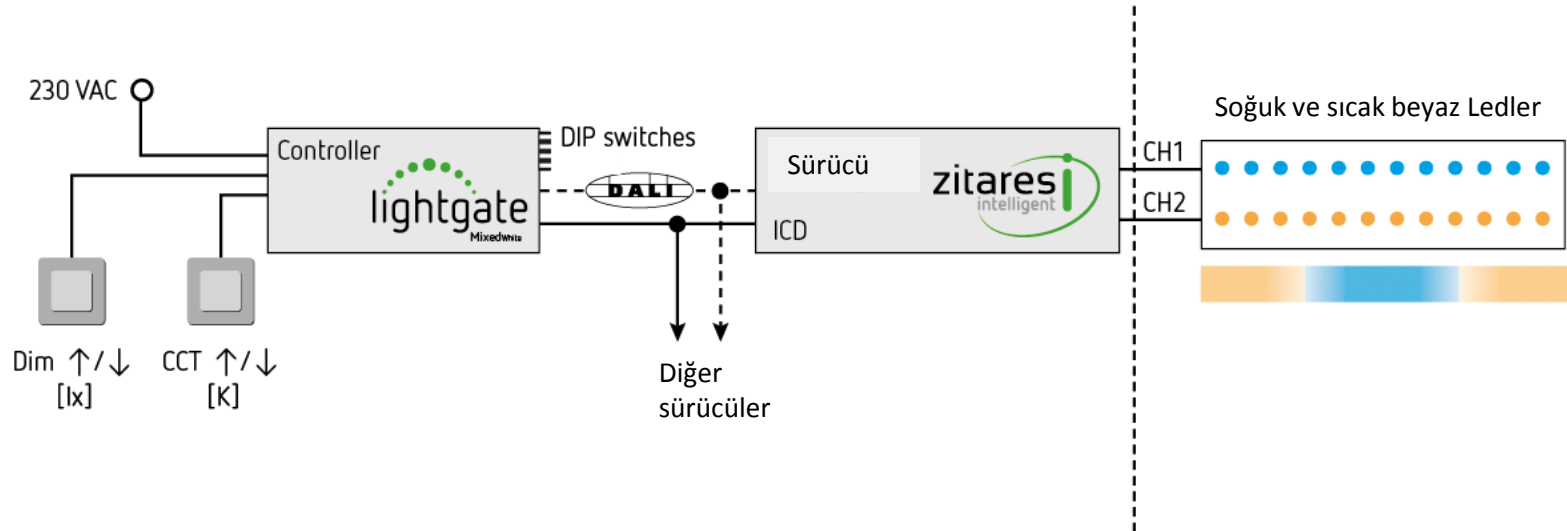 230 VAC
Controller
lightgate
MixedWhite
DIP switches
DALI
Sürücü
zitares
intelligent
ICD
CH1
CH2
Soğuk ve sıcak beyaz Ledler
Dim ↑/↓
[lx]
CCT ↑/↓
[K]
Diğer
sürücüler